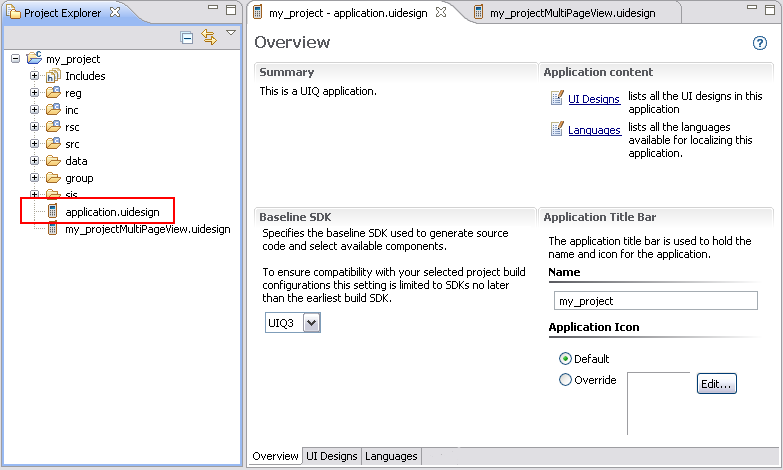 Project Explorer
my_project
Includes
reg
inc
rsc
src
data
group
sis
application.uidesign
my_projectMultiPageView.uidesign
my_project - application.uidesign
my_projectMultiPageView.uidesign
Overview
Summary
This is a UIQ application.
Application content
UI Designs lists all the UI designs in this
application
Languages lists all the languages
available for localizing this
application.
Baseline SDK
Specifies the baseline SDK used to generate source
code and select available components.
To ensure compatibility with your selected project build
configurations this setting is limited to SDKs no later
than the earliest build SDK.
UIQ3
Application Title Bar
The application title bar is used to hold the
name and icon for the application.
Name
my_project
Application Icon
Default
Override
Edit...
Overview UI Designs Languages